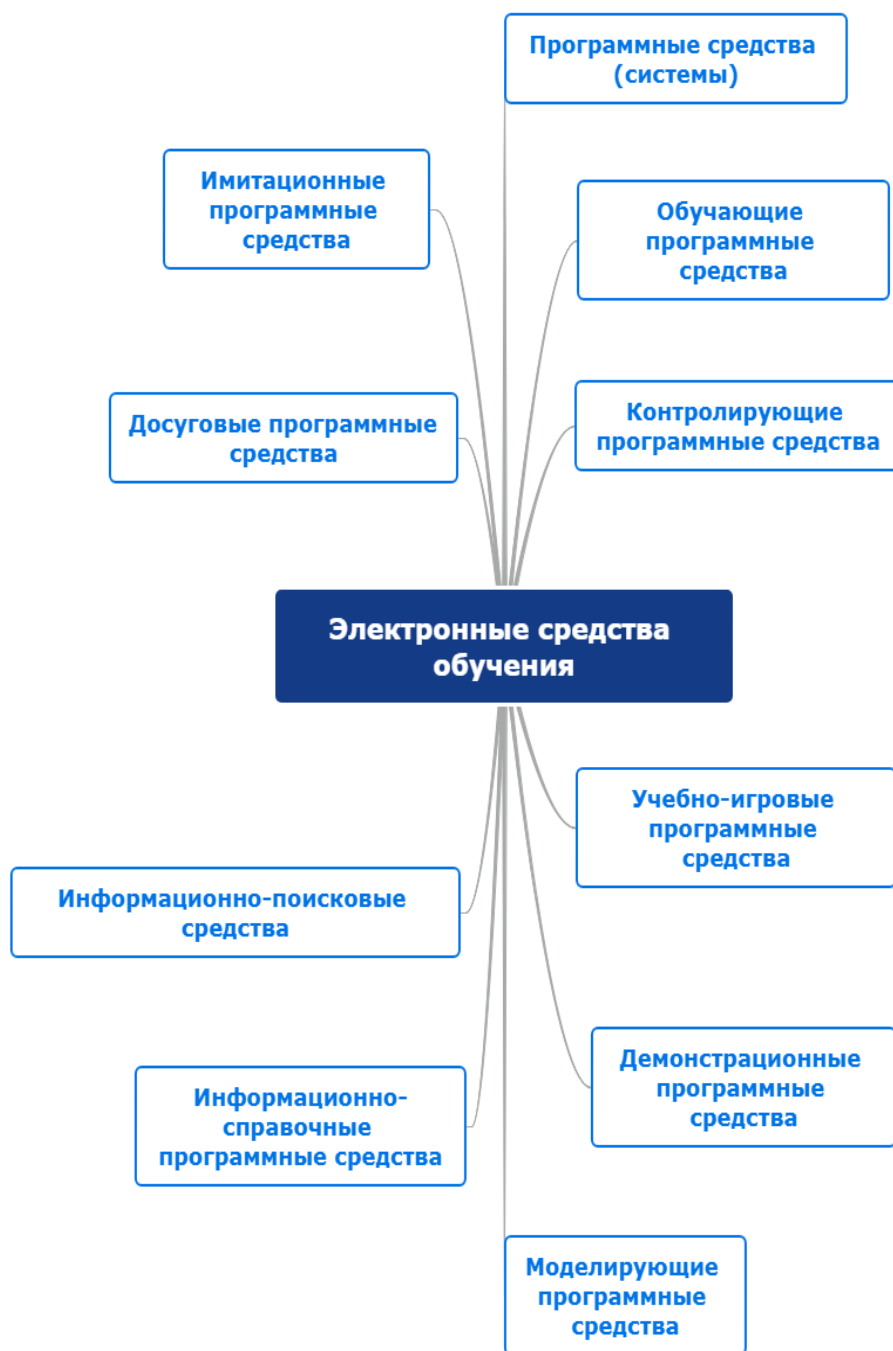 Программные средства
(системы)
Имитационные
программные
средства
Обучающие
программные
средства
Досуговые программные
средства
Контролирующие
программные средства
Электронные средства
обучения
Учебно-игровые
программные
средства
Информационно-поисковые
средства
Демонстрационные
программные
средства
Информационно-
справочные
программные средства
Моделирующие
программные
средства